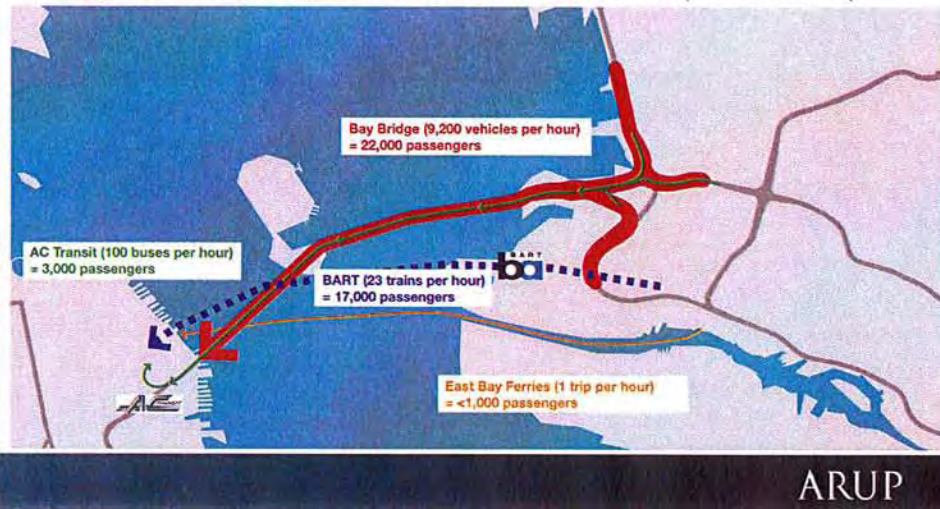 Bay Bridge (9,200 vehicles per hour)
= 22,000 passengers
AC Transit (100 buses per hour)
= 3,000 passengers
BART
ba
BART (23 trains per hour)
= 17,000 passengers
East Bay Ferries (1 trip per hour)
= <1,000 passengers
AC
ARUP